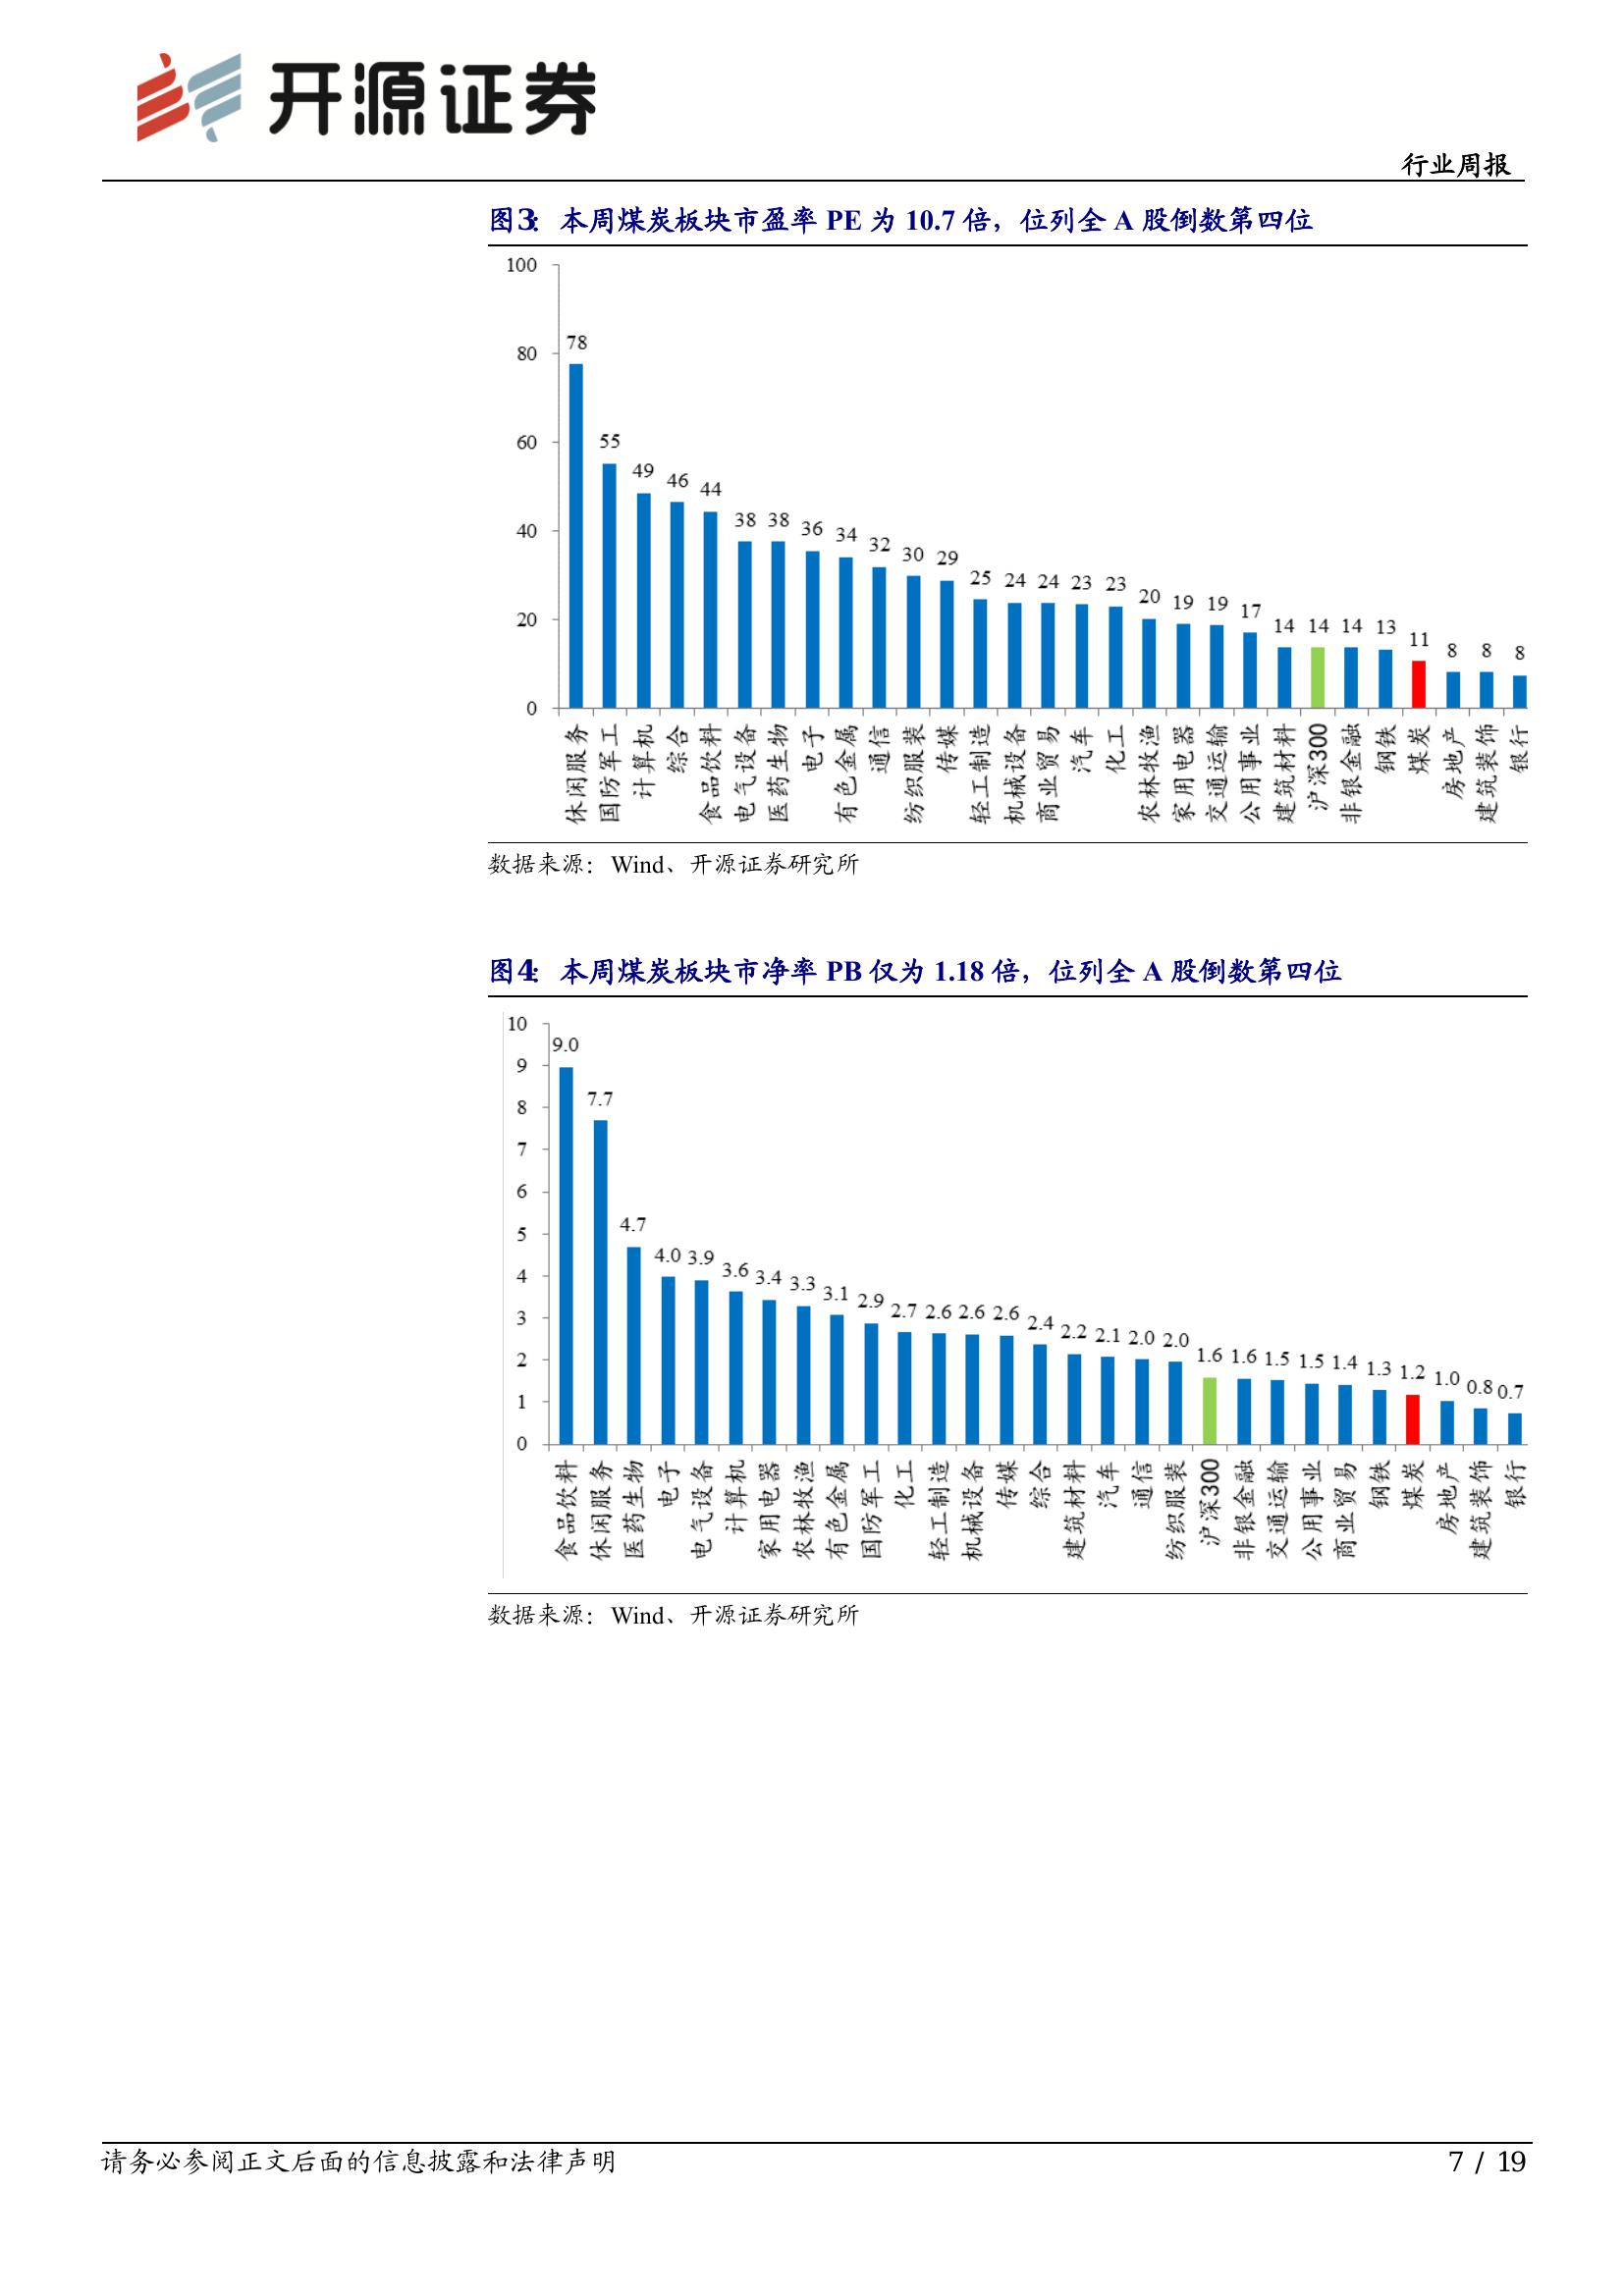 开源证券
行业周报
图3： 本周煤炭板块市盈率 PE 为 10.7 倍，位列全 A 股倒数第四位
100
80
60
40
20
0
78
55
49
46
44
38
38
36
34
32
30
29
25
24
24
23
23
20
19
19
17
14
14
14
13
11
8
8
8
休闲服务
国防军工
计算机
综合
食品饮料
电气设备
医药生物
电子
有色金属
通信
纺织服装
传媒
轻工制造
机械设备
商业贸易
汽车
化工
农林牧渔
家用电器
交通运输
公用事业
建筑材料
沪深300
非银金融
钢铁
煤炭
房地产
建筑装饰
银行
数据来源：Wind、开源证券研究所
图4： 本周煤炭板块市净率 PB 仅为 1.18 倍，位列全 A 股倒数第四位
10
9
8
7
6
5
4
3
2
1
0
9.0
7.7
4.7
4.0
3.9
3.6
3.4
3.3
3.1
2.9
2.7
2.6
2.6
2.6
2.4
2.2
2.1
2.0
2.0
1.6
1.6
1.5
1.5
1.4
1.3
1.2
1.0
0.8
0.7
食品饮料
休闲服务
医药生物
电子
电气设备
计算机
家用电器
农林牧渔
有色金属
国防军工
化工
轻工制造
机械设备
传媒
综合
建筑材料
汽车
通信
纺织服装
沪深300
非银金融
交通运输
公用事业
商业贸易
钢铁
煤炭
房地产
建筑装饰
银行
数据来源：Wind、开源证券研究所
请务必参阅正文后面的信息披露和法律声明
7 / 19